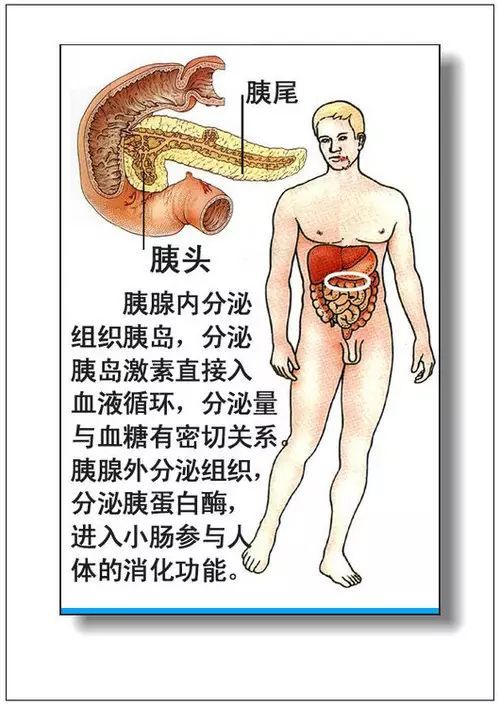 胰尾
胰头
胰腺内分泌
组织胰岛，分泌
胰岛激素直接入
血液循环，分泌量
与血糖有密切关系。
胰腺外分泌组织，
分泌胰蛋白酶，
进入小肠参与人
体的消化功能。